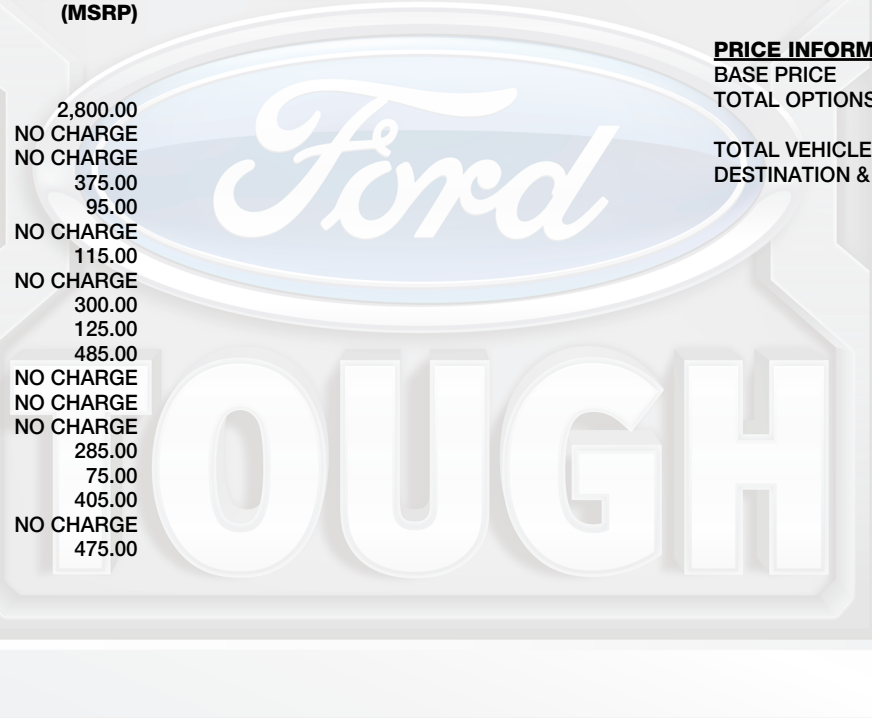 (MSRP)
2,800.00
NO CHARGE
NO CHARGE
375.00
95.00
NO CHARGE
115.00
NO CHARGE
300.00
125.00
485.00
NO CHARGE
NO CHARGE
NO CHARGE
285.00
75.00
405.00
NO CHARGE
475.00
PRICE INFORM
BASE PRICE
TOTAL OPTIONS
TOTAL VEHICLE
DESTINATION &
Ford
TOUGH